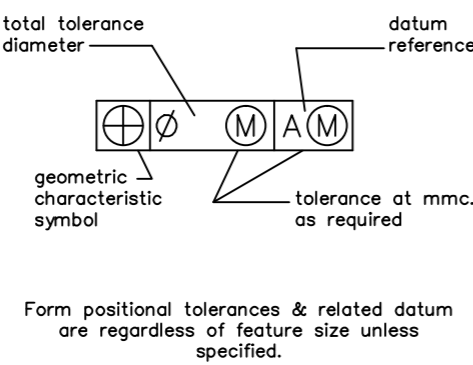 total tolerance
diameter
datum
reference
Ø M A M
geometric
characteristic
symbol
tolerance at mmc.
as required
Form positional tolerances & related datum
are regardless of feature size unless
specified.